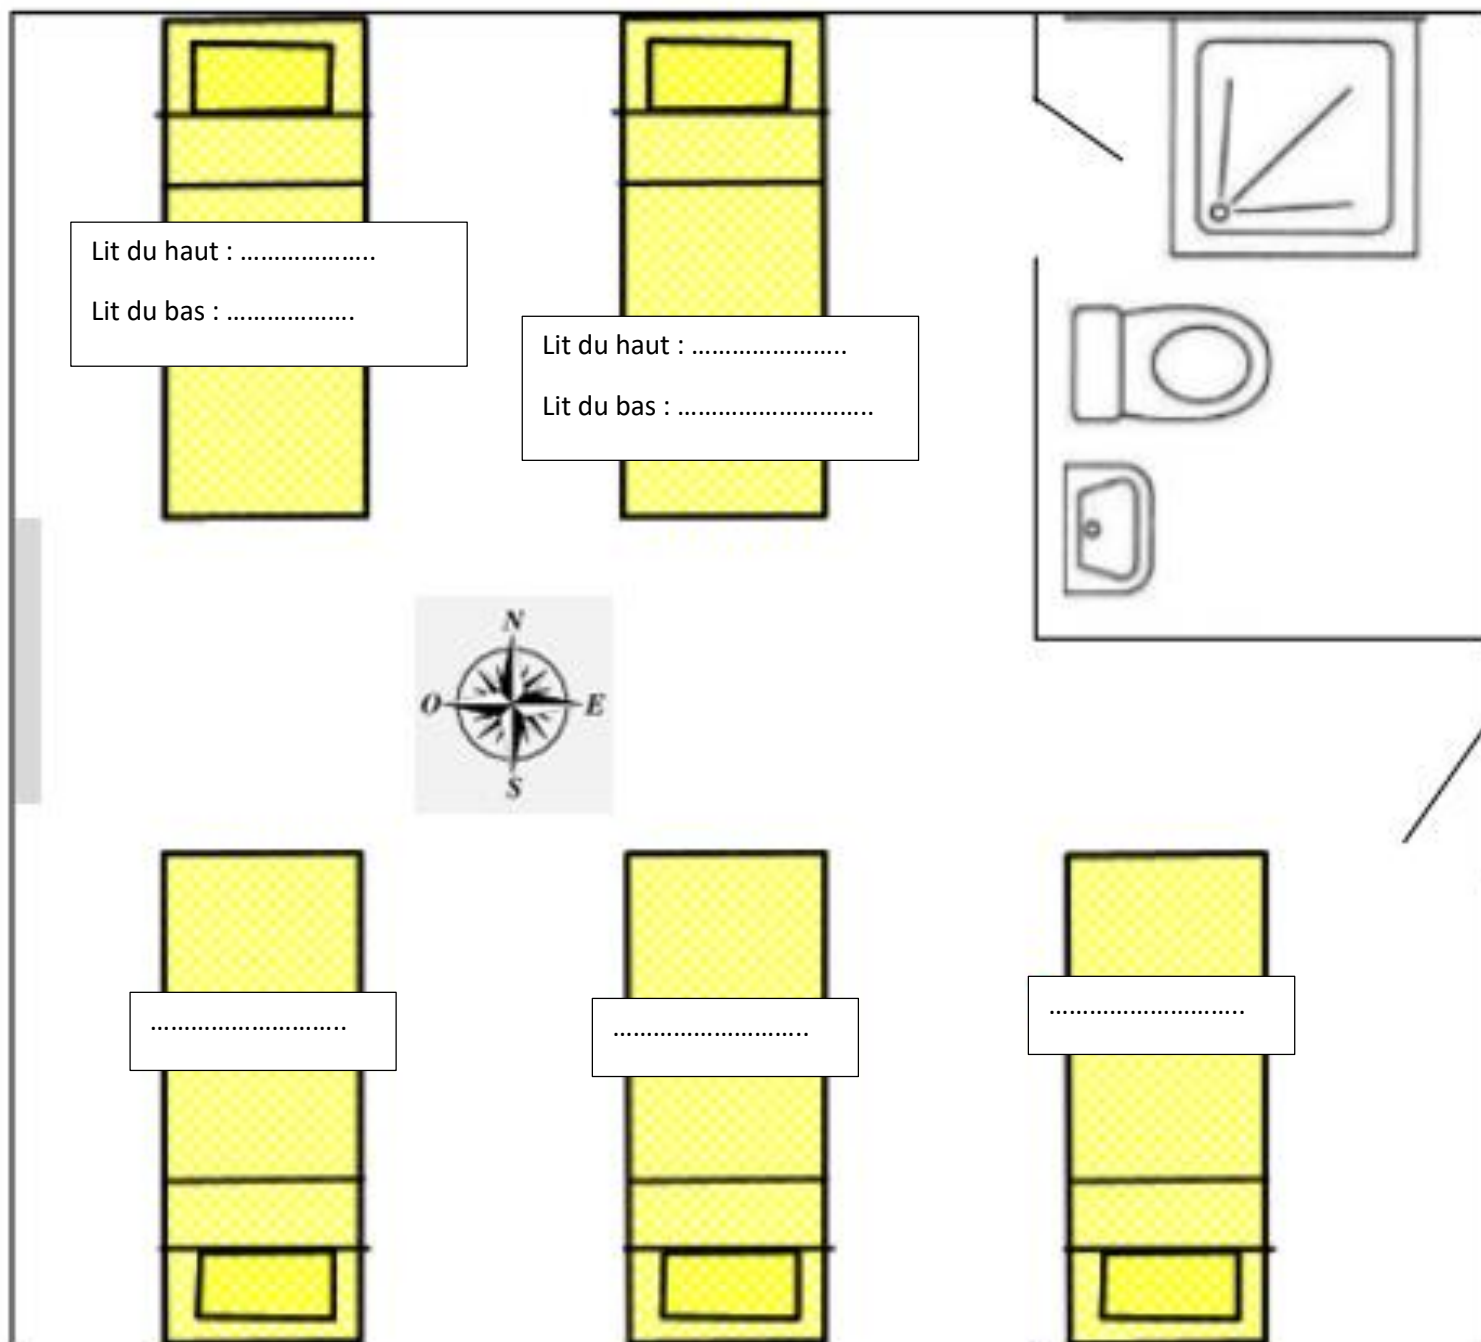 Lit du haut : ………………..
Lit du bas : ……………….
Lit du haut : …………………..
Lit du bas : ………………………..
N
O E
S
………………………..
………………………..
………………………..